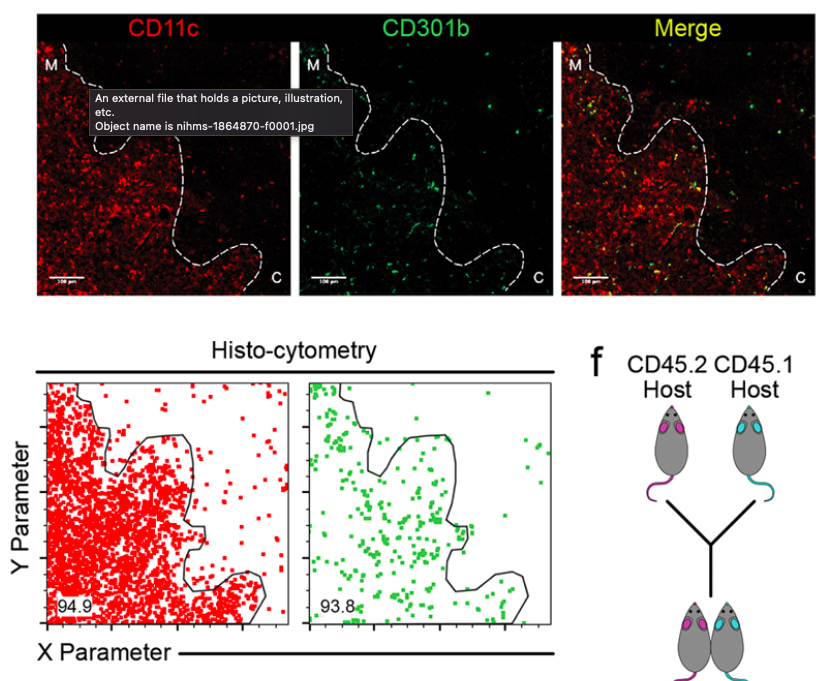 CD11c
CD301b
Merge
M
M
M
An external file that holds a picture, illustration,
etc.
Object name is nihms-1864870-f0001.jpg
100 μm
C
100 μm
C
100 μm
C
Histo-cytometry
f
CD45.2 CD45.1
Host Host
Y Parameter
94.9
93.8
X Parameter